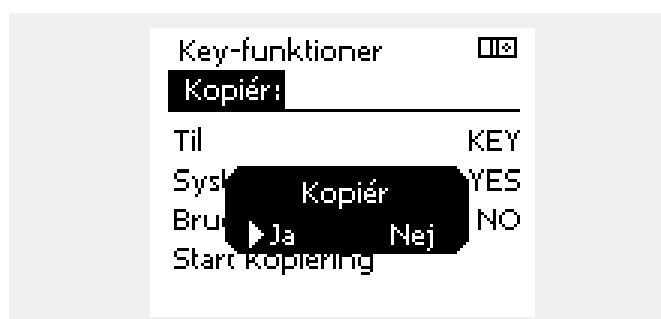 Key-funktioner
Kopiér:
Til KEY
YES
Kopiér
NO
Ja Nej
Start Kopiering